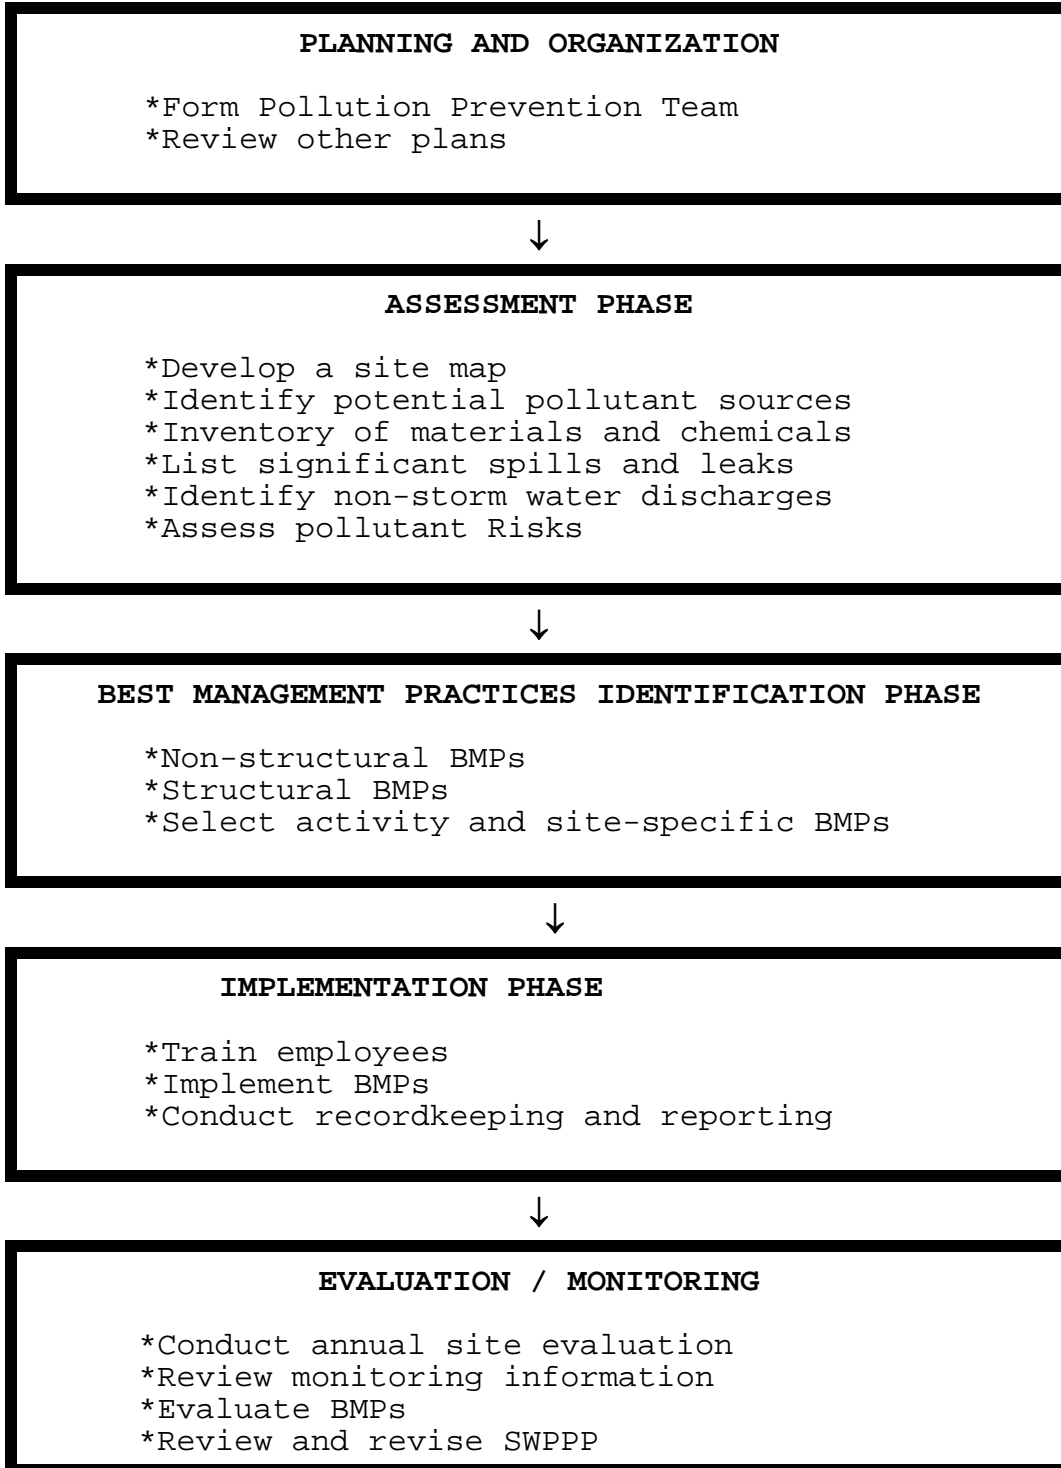 PLANNING AND ORGANIZATION
*Form Pollution Prevention Team
*Review other plans
↓
ASSESSMENT PHASE
*Develop a site map
*Identify potential pollutant sources
*Inventory of materials and chemicals
*List significant spills and leaks
*Identify non-storm water discharges
*Assess pollutant Risks
↓
BEST MANAGEMENT PRACTICES IDENTIFICATION PHASE
*Non-structural BMPs
*Structural BMPs
*Select activity and site-specific BMPs
↓
IMPLEMENTATION PHASE
*Train employees
*Implement BMPs
*Conduct recordkeeping and reporting
↓
EVALUATION / MONITORING
*Conduct annual site evaluation
*Review monitoring information
*Evaluate BMPs
*Review and revise SWPPP